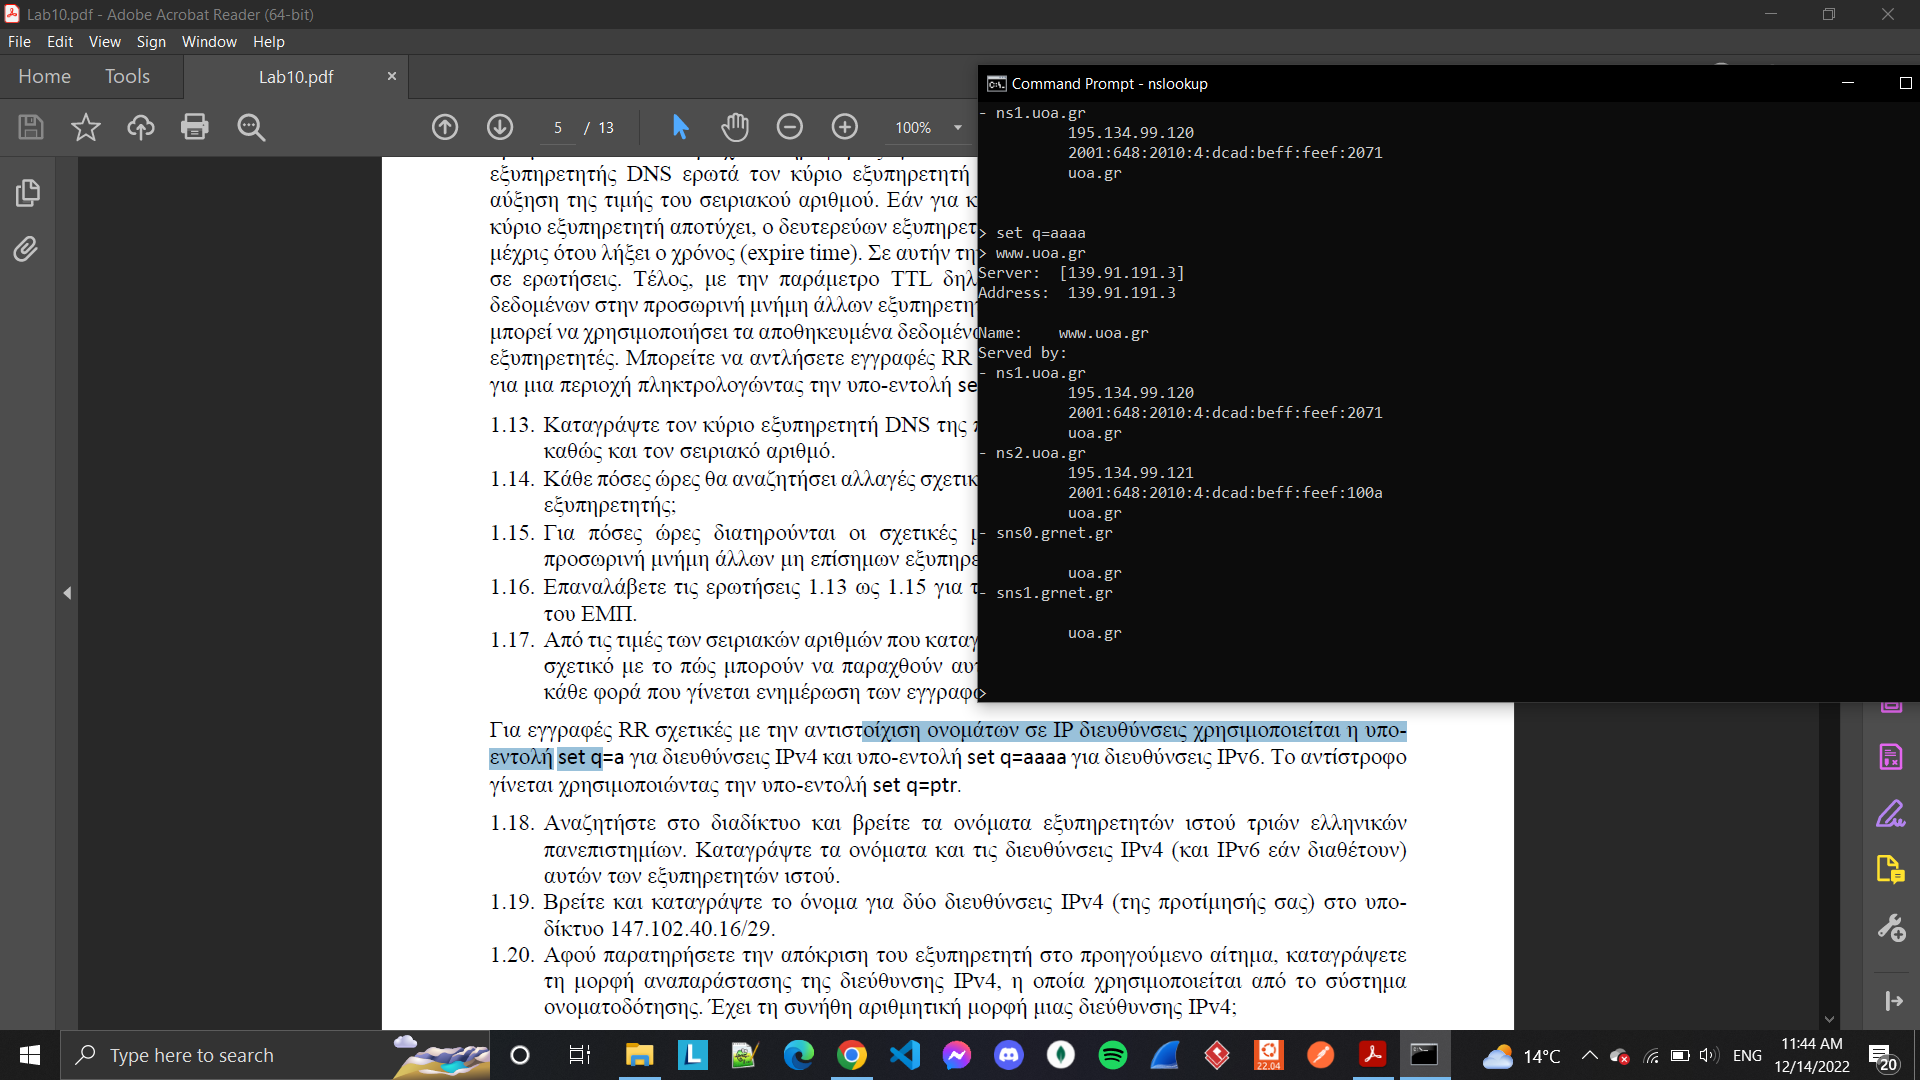 Lab10.pdf - Adobe Acrobat Reader (64-bit)
File Edit View Sign Window Help
Home Tools Lab10.pdf ×
5 / 13 100%
εξυπηρετητής DNS ερωτά τον κύριο εξυπηρετητή
αύξηση της τιμής του σειριακού αριθμού. Εάν για κ
κύριο εξυπηρετητή αποτύχει, ο δευτερεύων εξυπηρετ
μέχρις ότου λήξει ο χρόνος (expire time). Σε αυτήν τη
σε ερωτήσεις. Τέλος, με την παράμετρο TTL δηλ
δεδομένων στην προσωρινή μνήμη άλλων εξυπηρετη
μπορεί να χρησιμοποιήσει τα αποθηκευμένα δεδομένα
εξυπηρετητές. Μπορείτε να αντλήσετε εγγραφές RR
για μια περιοχή πληκτρολογώντας την υπο-εντολή se
1.13. Καταγράψτε τον κύριο εξυπηρετητή DNS της
καθώς και τον σειριακό αριθμό.
1.14. Κάθε πόσες ώρες θα αναζητήσει αλλαγές σχετικ
εξυπηρετητής;
1.15. Για πόσες ώρες διατηρούνται οι σχετικές
προσωρινή μνήμη άλλων μη επίσημων εξυπηρε
1.16. Επαναλάβετε τις ερωτήσεις 1.13 ως 1.15 για τ
του ΕΜΠ.
1.17. Από τις τιμές των σειριακών αριθμών που καταγ
σχετικό με το πώς μπορούν να παραχθούν αυ
κάθε φορά που γίνεται ενημέρωση των εγγραφώ
Για εγγραφές RR σχετικές με την αντιστοίχιση ονομάτων σε IP διευθύνσεις χρησιμοποιείται η υπο-
εντολή set q=a για διευθύνσεις IPv4 και υπο-εντολή set q=aaaa για διευθύνσεις IPv6. Το αντίστροφο
γίνεται χρησιμοποιώντας την υπο-εντολή set q=ptr.
1.18. Αναζητήστε στο διαδίκτυο και βρείτε τα ονόματα εξυπηρετητών ιστού τριών ελληνικών
πανεπιστημίων. Καταγράψτε τα ονόματα και τις διευθύνσεις IPv4 (και IPv6 εάν διαθέτουν)
αυτών των εξυπηρετητών ιστού.
1.19. Βρείτε και καταγράψτε το όνομα για δύο διευθύνσεις IPv4 (της προτίμησής σας) στο υπο-
δίκτυο 147.102.40.16/29.
1.20. Αφού παρατηρήσετε την απόκριση του εξυπηρετητή στο προηγούμενο αίτημα, καταγράψετε
τη μορφή αναπαράστασης της διεύθυνσης IPv4, η οποία χρησιμοποιείται από το σύστημα
ονοματοδότησης. Έχει τη συνήθη αριθμητική μορφή μιας διεύθυνσης IPv4;
Command Prompt - nslookup
- ns1.uoa.gr
195.134.99.120
2001:648:2010:4:dcad:beff:feef:2071
uoa.gr
> set q=aaaa
> www.uoa.gr
Server: [139.91.191.3]
Address: 139.91.191.3
Name: www.uoa.gr
Served by:
- ns1.uoa.gr
195.134.99.120
2001:648:2010:4:dcad:beff:feef:2071
uoa.gr
- ns2.uoa.gr
195.134.99.121
2001:648:2010:4:dcad:beff:feef:100a
uoa.gr
- sns0.grnet.gr
uoa.gr
- sns1.grnet.gr
uoa.gr
>
Type here to search
22.04
14°C ENG 11:44 AM
12/14/2022 20